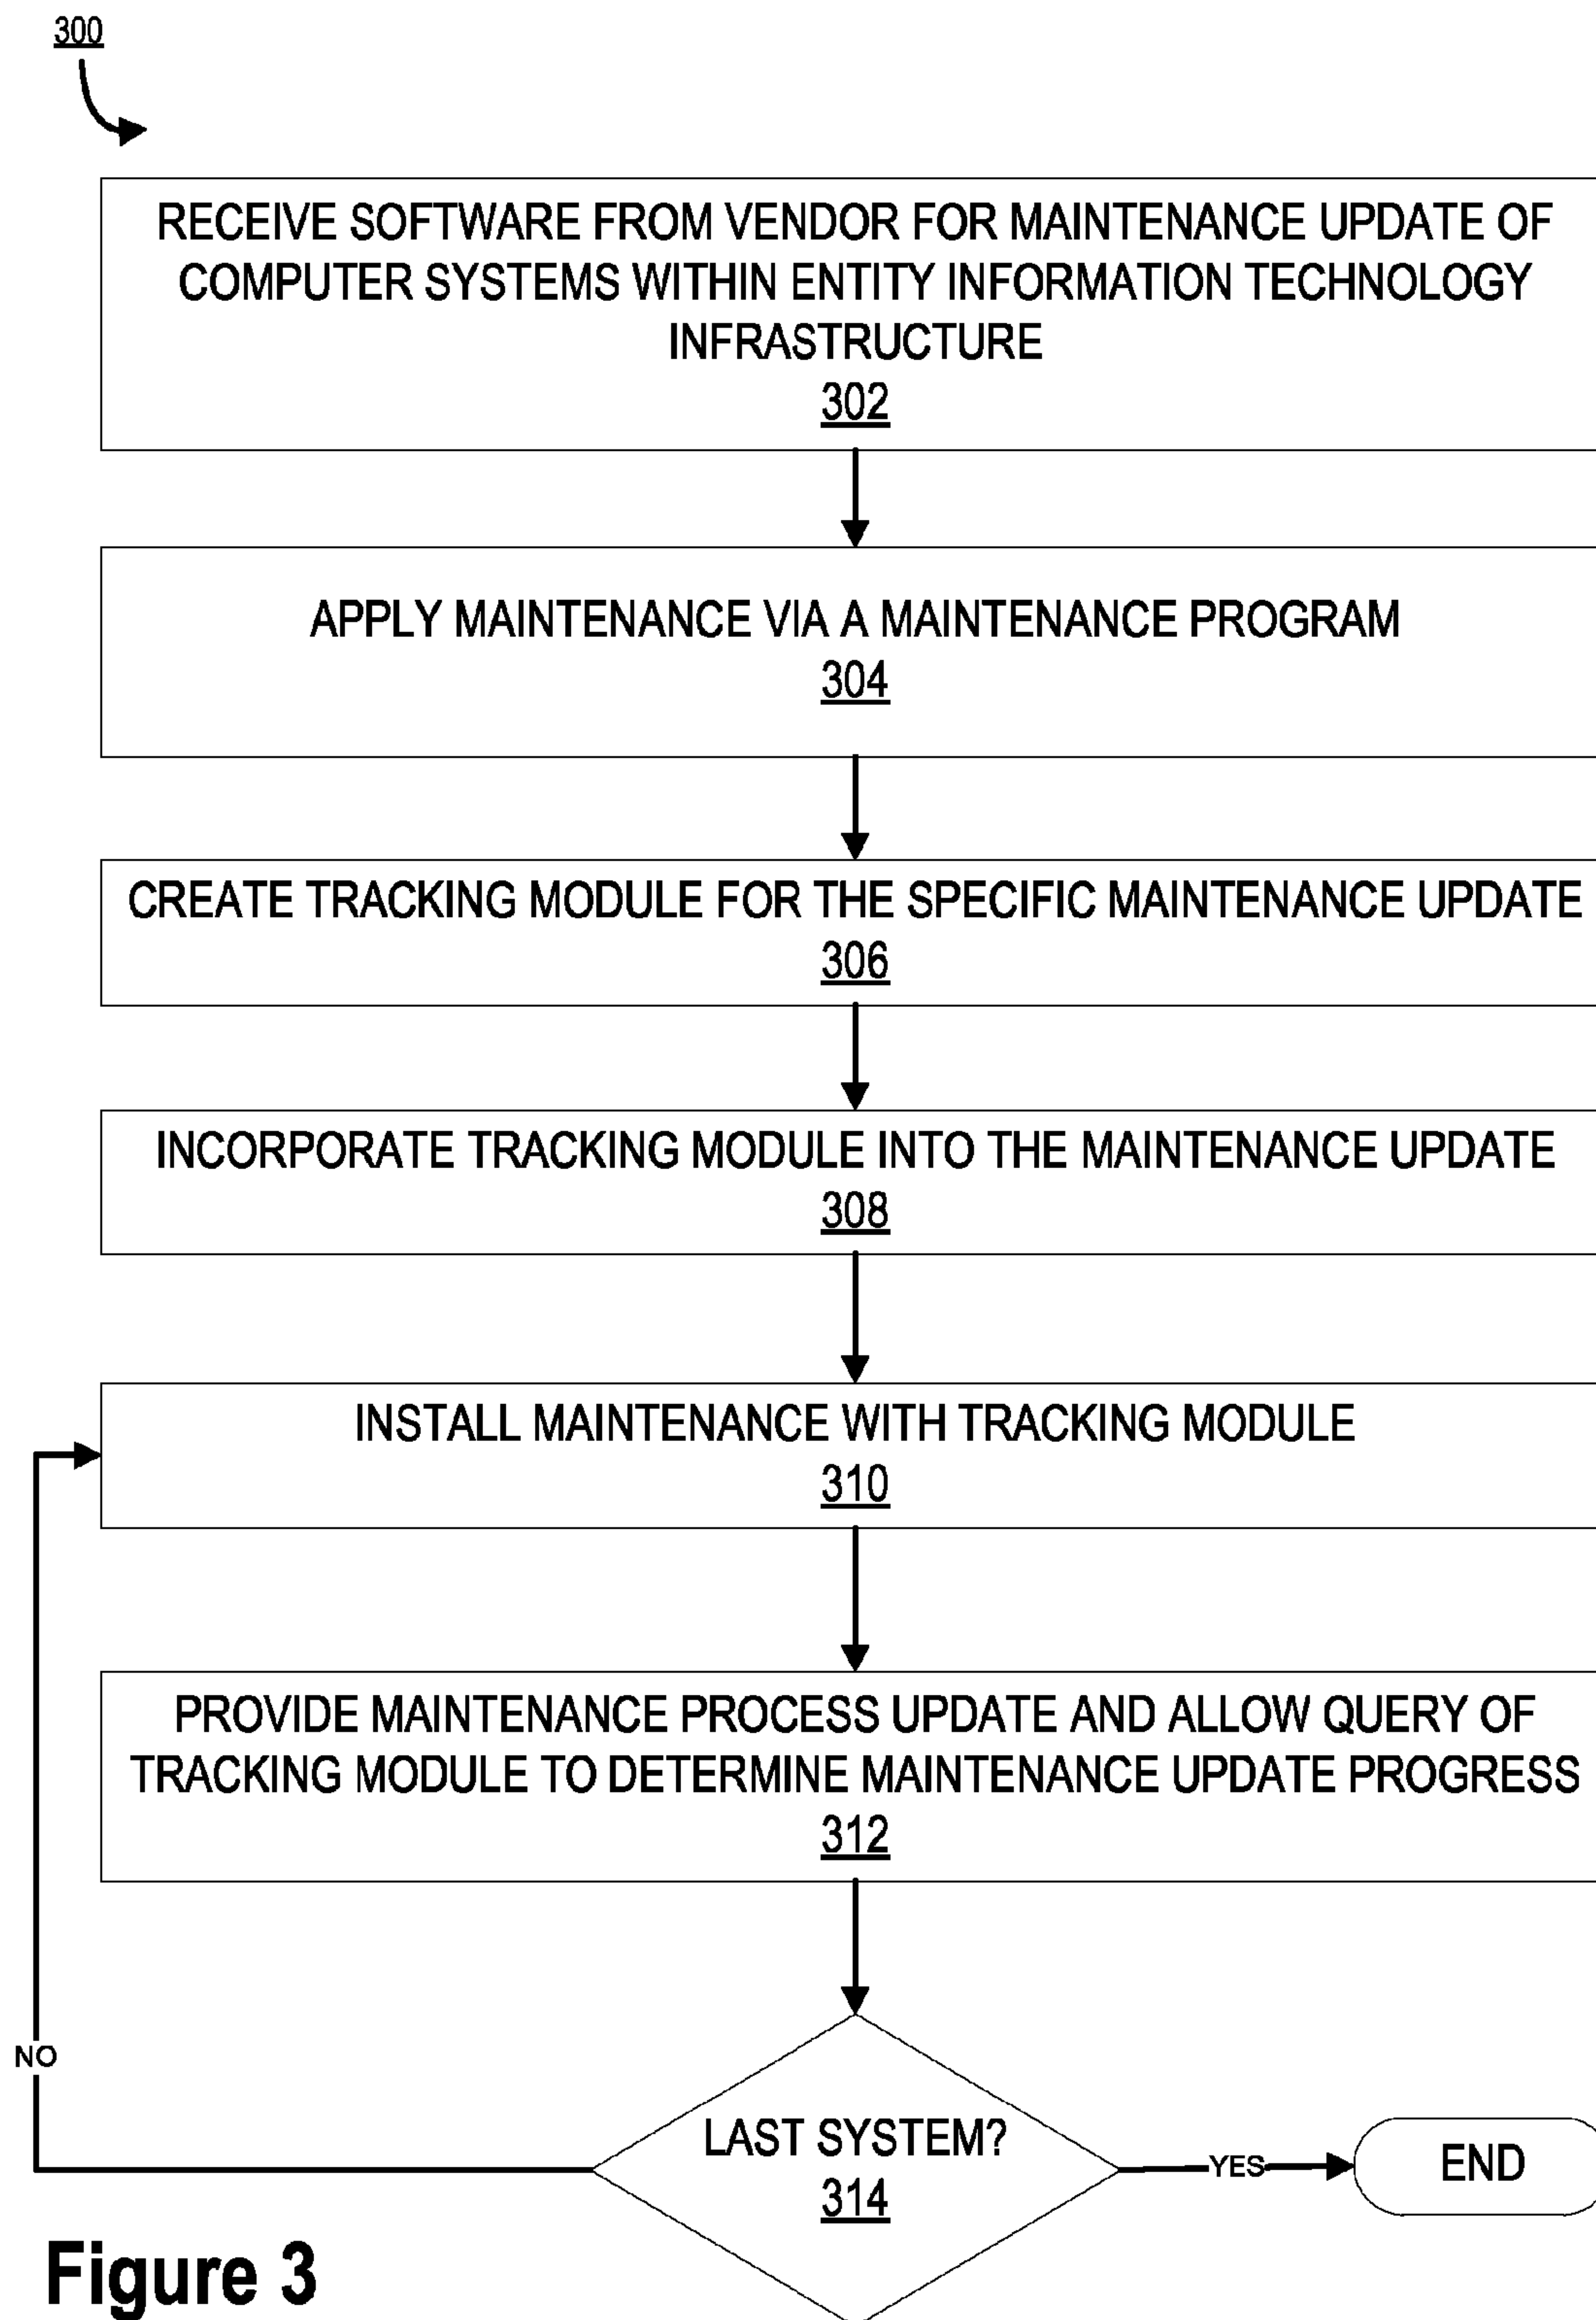 300
RECEIVE SOFTWARE FROM VENDOR FOR MAINTENANCE UPDATE OF
COMPUTER SYSTEMS WITHIN ENTITY INFORMATION TECHNOLOGY
INFRASTRUCTURE
302
APPLY MAINTENANCE VIA A MAINTENANCE PROGRAM
304
CREATE TRACKING MODULE FOR THE SPECIFIC MAINTENANCE UPDATE
306
INCORPORATE TRACKING MODULE INTO THE MAINTENANCE UPDATE
308
INSTALL MAINTENANCE WITH TRACKING MODULE
310
PROVIDE MAINTENANCE PROCESS UPDATE AND ALLOW QUERY OF
TRACKING MODULE TO DETERMINE MAINTENANCE UPDATE PROGRESS
312
NO
LAST SYSTEM?
314
YES
END
Figure 3